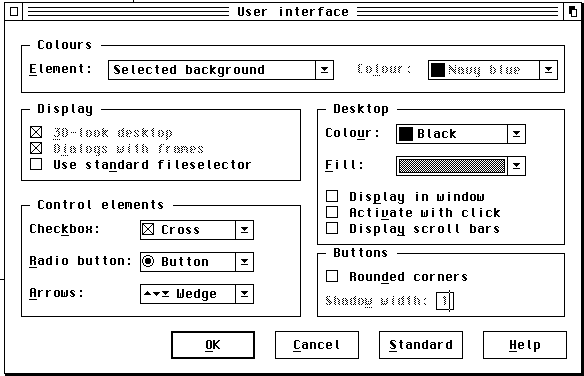 User interface
Colours
Element: Selected background Colour: Navy blue
Display
3D-look desktop
Dialogs with frames
Use standard fileselector
Control elements
Checkbox: Cross
Radio button: Button
Arrows: Wedge
Desktop
Colour: Black
Fill:
Display in window
Activate with click
Display scroll bars
Buttons
Rounded corners
Shadow width: 1
OK Cancel Standard Help